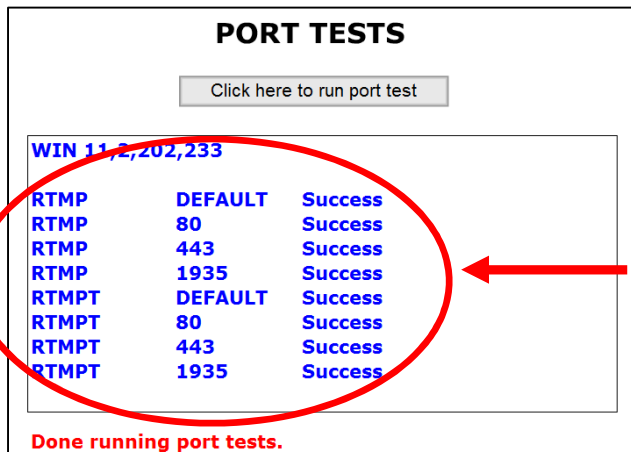 PORT TESTS
Click here to run port test
WIN 11,2,202,233
RTMP DEFAULT Success
RTMP 80 Success
RTMP 443 Success
RTMP 1935 Success
RTMPT DEFAULT Success
RTMPT 80 Success
RTMPT 443 Success
RTMPT 1935 Success
Done running port tests.